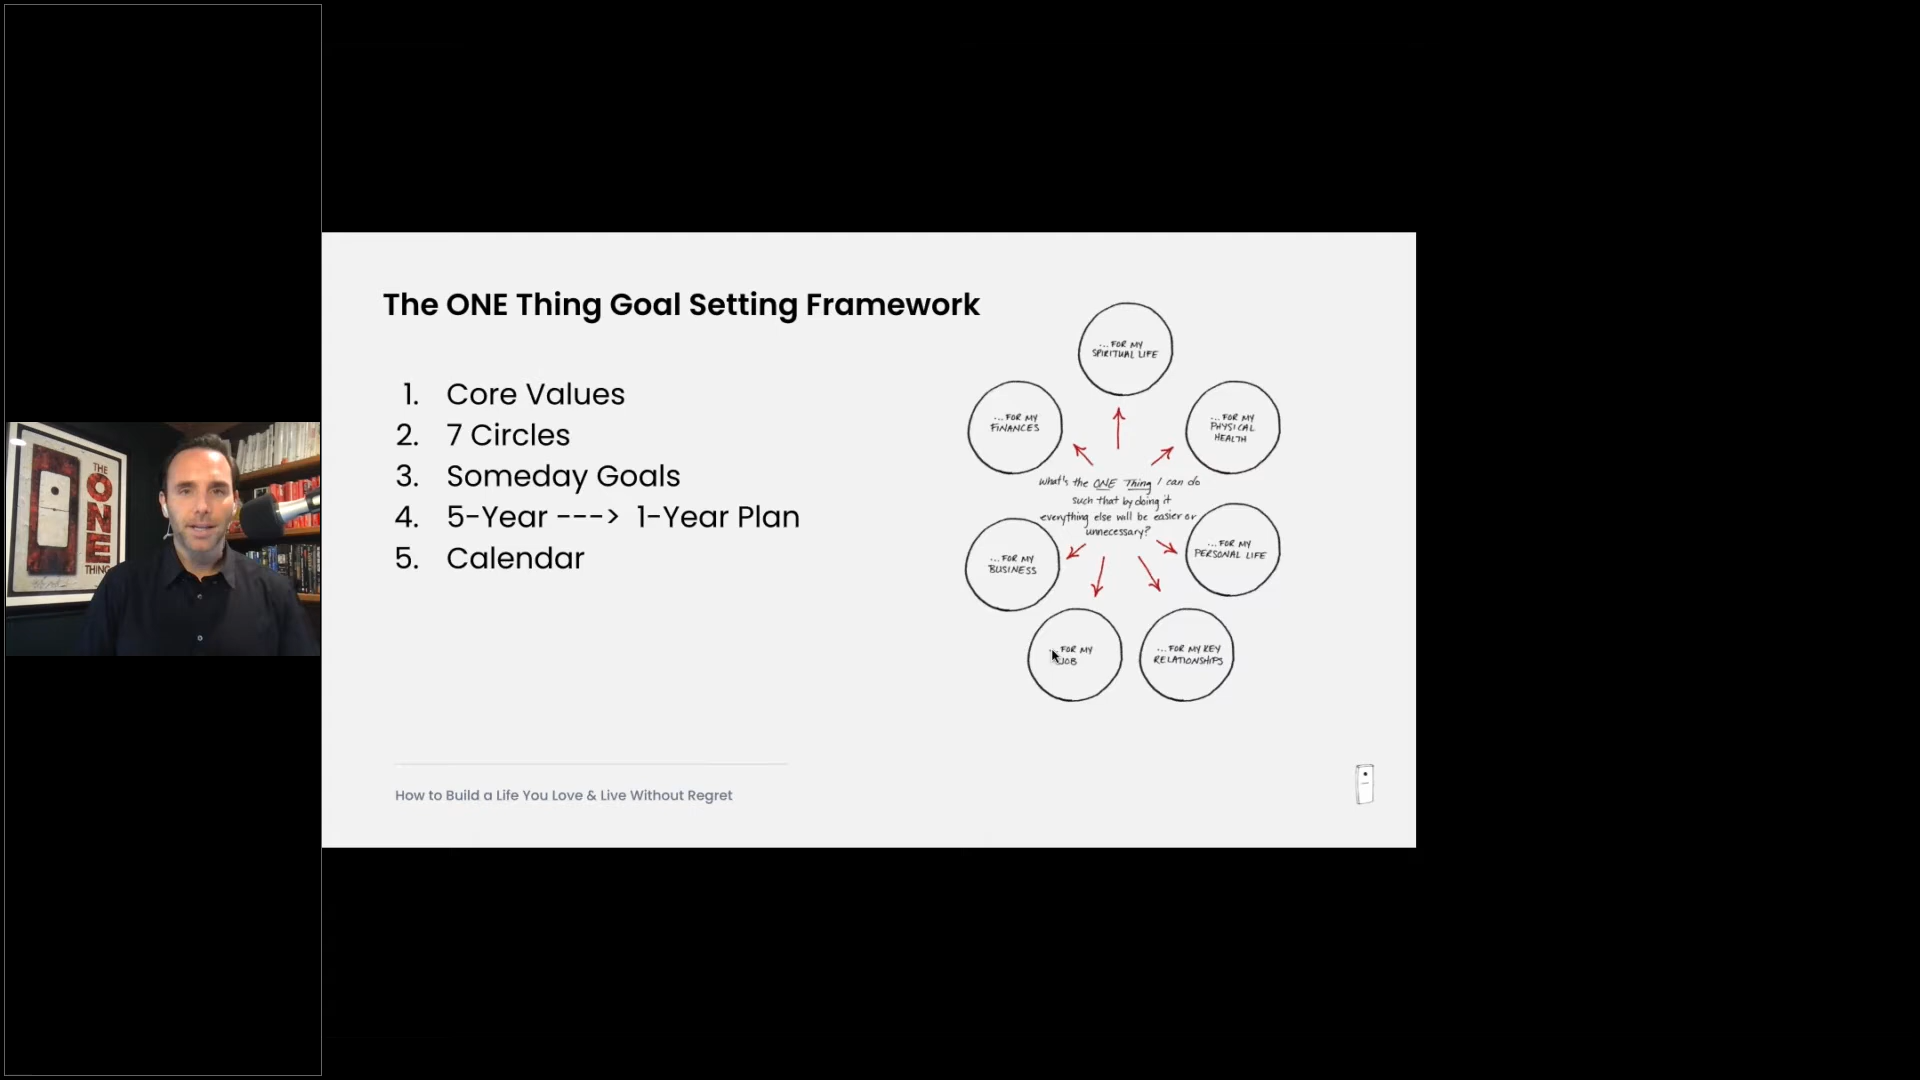 THE
ONE
THING
The ONE Thing Goal Setting Framework
1. Core Values
2. 7 Circles
3. Someday Goals
4. 5-Year ---> 1-Year Plan
5. Calendar
... FOR MY
SPIRITUAL LIFE
... FOR MY
FINANCES
... FOR MY
PHYSICAL
HEALTH
What's the ONE Thing I can do
such that by doing it
everything else will be easier or
unnecessary?
... FOR MY
BUSINESS
... FOR MY
PERSONAL LIFE
... FOR MY
JOB
... FOR MY KEY
RELATIONSHIPS
How to Build a Life You Love & Live Without Regret